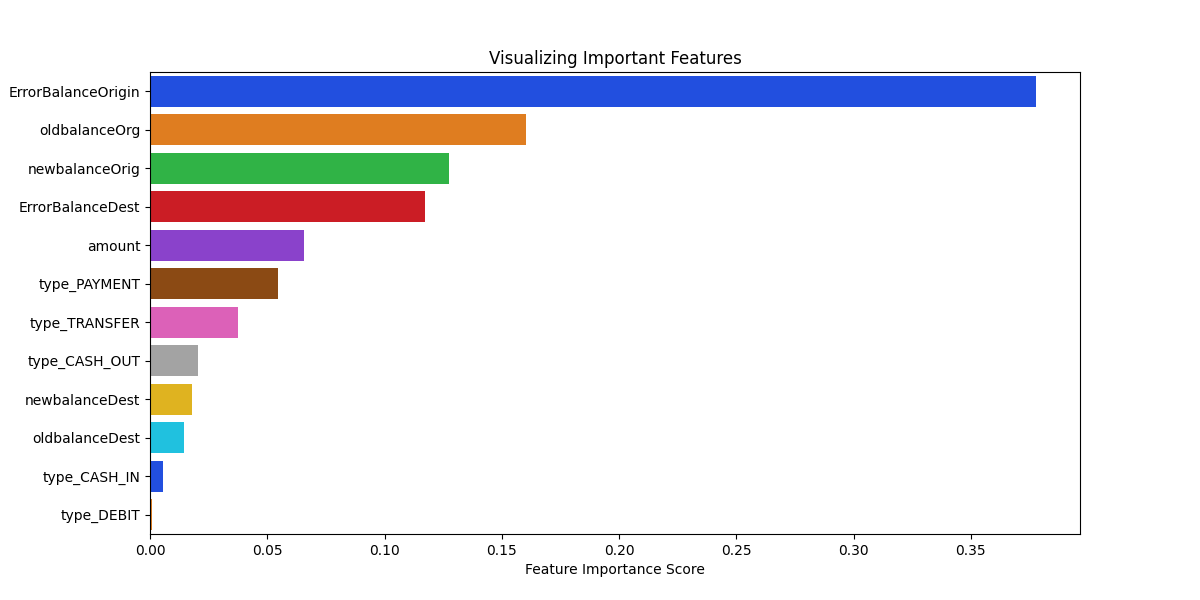 Visualizing Important Features
ErrorBalanceOrigin
oldbalanceOrg
newbalanceOrig
ErrorBalanceDest
amount
type_PAYMENT
type_TRANSFER
type_CASH_OUT
newbalanceDest
oldbalanceDest
type_CASH_IN
type_DEBIT
0.00 0.05 0.10 0.15 0.20 0.25 0.30 0.35
Feature Importance Score